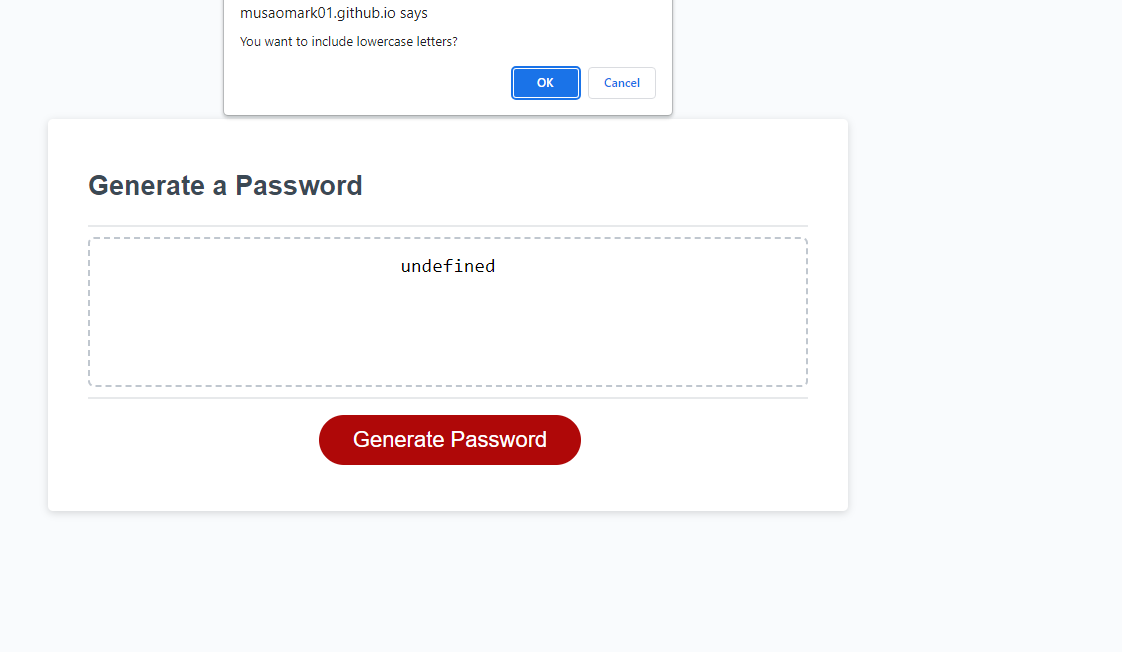 musaomark01.github.io says
You want to include lowercase letters?
OK Cancel
Generate a Password
undefined
Generate Password